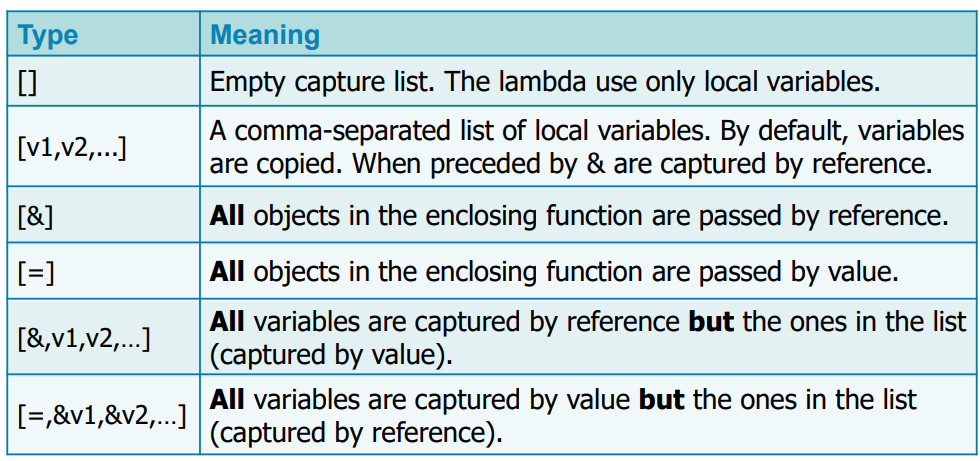 Type Meaning
[] Empty capture list. The lambda use only local variables.
[v1,v2,...] A comma-separated list of local variables. By default, variables
are copied. When preceded by & are captured by reference.
[&] All objects in the enclosing function are passed by reference.
[=] All objects in the enclosing function are passed by value.
[&,v1,v2,...] All variables are captured by reference but the ones in the list
(captured by value).
[=,&v1,&v2,...] All variables are captured by value but the ones in the list
(captured by reference).